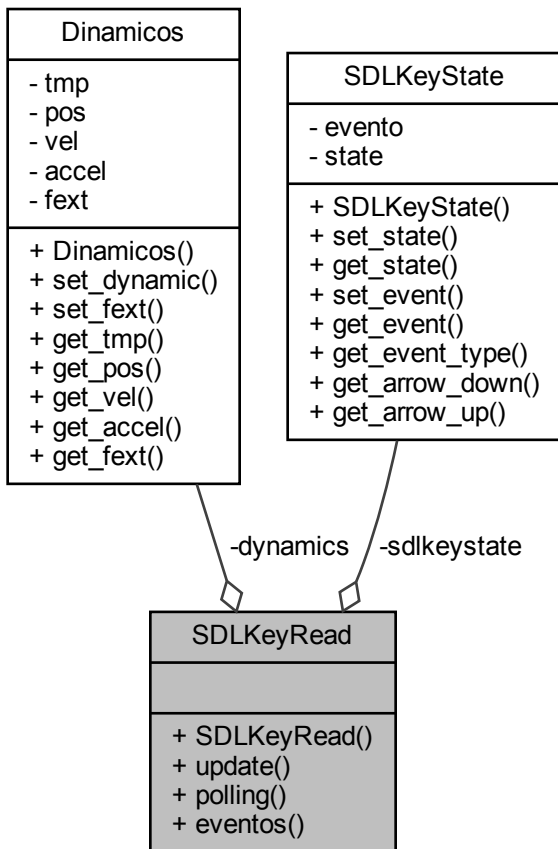 Dinamicos
- tmp
- pos
- vel
- accel
- fext
+ Dinamicos()
+ set_dynamic()
+ set_fext()
+ get_tmp()
+ get_pos()
+ get_vel()
+ get_accel()
+ get_fext()
SDLKeyState
- evento
- state
+ SDLKeyState()
+ set_state()
+ get_state()
+ set_event()
+ get_event()
+ get_event_type()
+ get_arrow_down()
+ get_arrow_up()
-dynamics
-sdlkeystate
SDLKeyRead
+ SDLKeyRead()
+ update()
+ polling()
+ eventos()